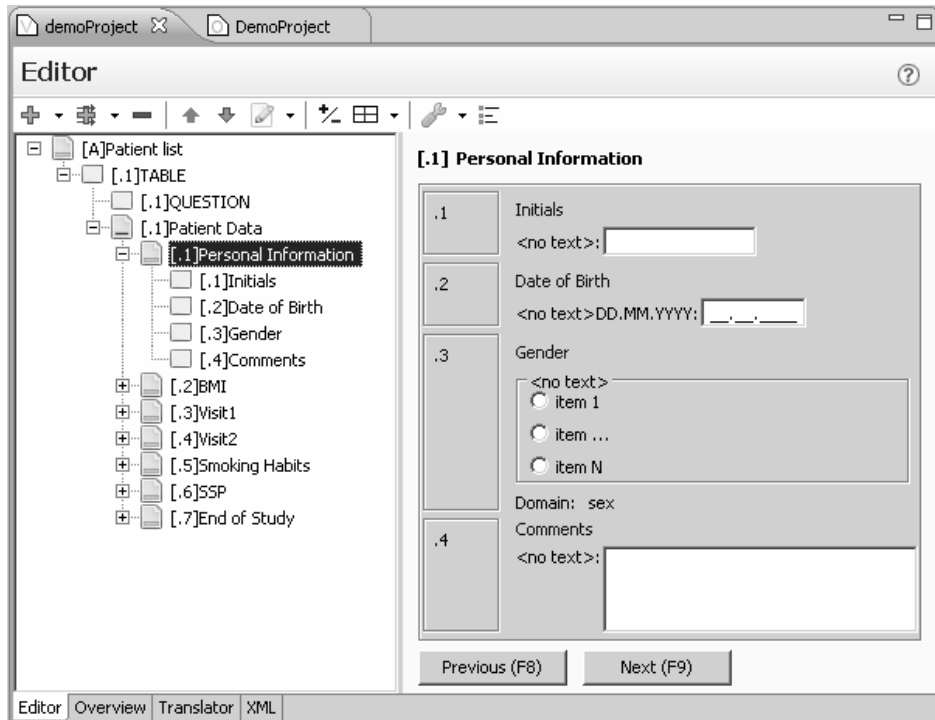 demoProject DemoProject
Editor
[A]Patient list
[.1]TABLE
[.1]QUESTION
[.1]Patient Data
[.1]Personal Information
[.1]Initials
[.2]Date of Birth
[.3]Gender
[.4]Comments
[.2]BMI
[.3]Visit1
[.4]Visit2
[.5]Smoking Habits
[.6]SSP
[.7]End of Study
[.1] Personal Information
.1 Initials
<no text>:
.2 Date of Birth
<no text>DD.MM.YYYY: __.__.____
.3 Gender
<no text>
item 1
item ...
item N
Domain: sex
.4 Comments
<no text>:
Previous (F8) Next (F9)
Editor Overview Translator XML